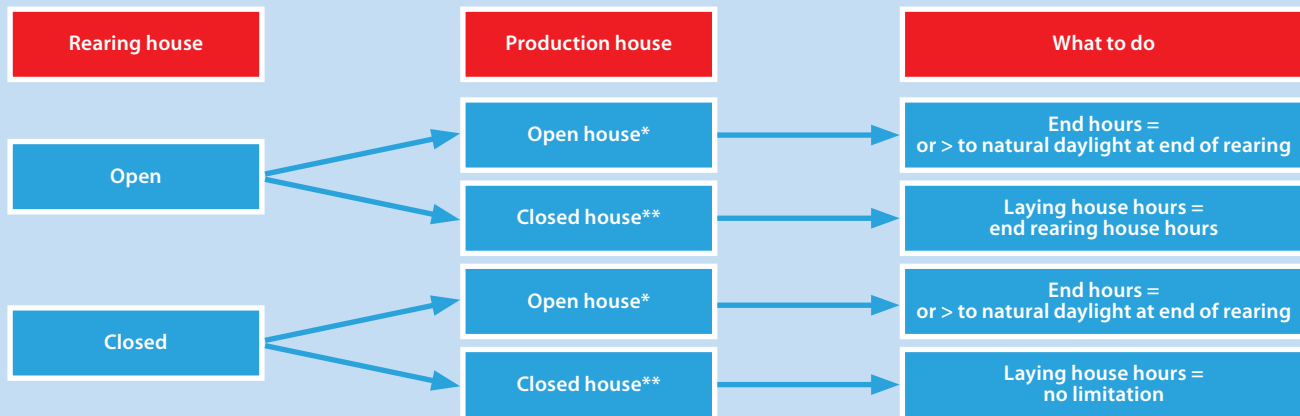 Rearing house
Production house
What to do
Open
Open house*
End hours =
or > to natural daylight at end of rearing
Closed house**
Laying house hours =
end rearing house hours
Closed
Open house*
End hours =
or > to natural daylight at end of rearing
Closed house**
Laying house hours =
no limitation